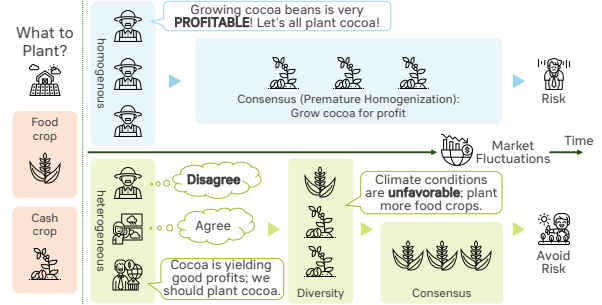 What to
Plant?
Food
crop
Cash
crop
homogenous
Growing cocoa beans is very
PROFITABLE! Let's all plant cocoa!
Consensus (Premature Homogenization):
Grow cocoa for profit
Risk
Market
Fluctuations
Time
heterogeneous
Disagree
Agree
Cocoa is yielding
good profits; we
should plant cocoa.
Diversity
Climate conditions
are unfavorable; plant
more food crops.
Consensus
Avoid
Risk